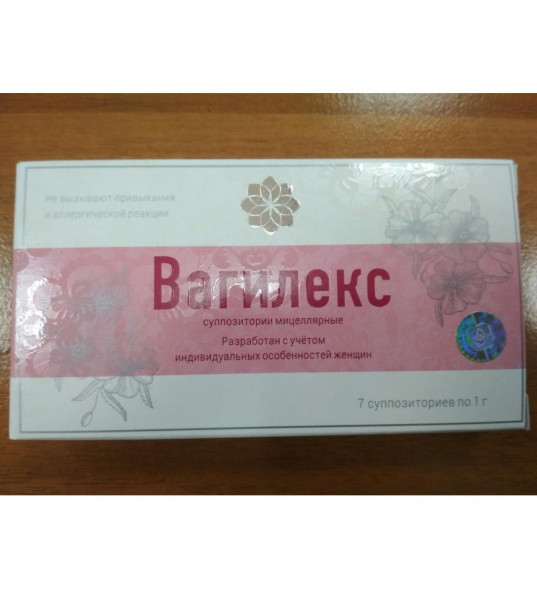 Не вызывают привыкания
и аллергической реакции
Вагилекс
суппозитории мицеллярные
Разработан с учётом
индивидуальных особенностей женщин
7 суппозиториев по 1 г